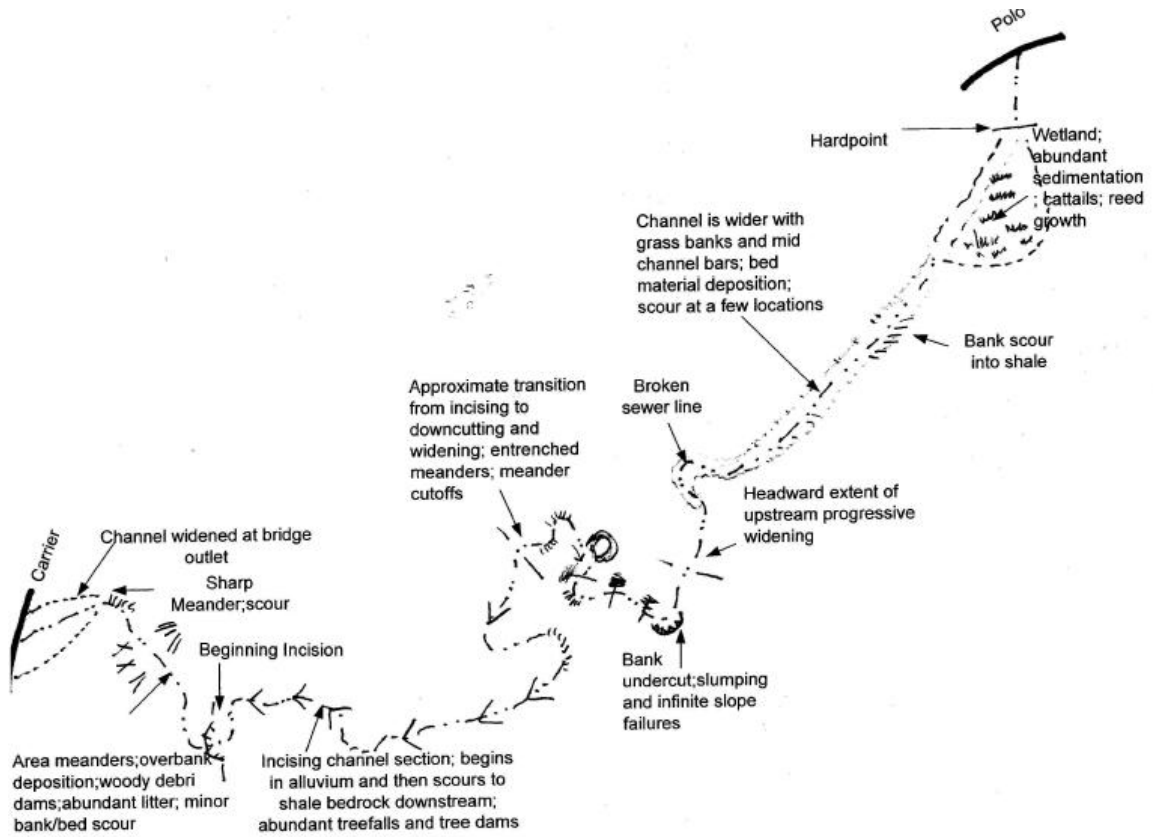 Polo
Hardpoint
Wetland;
abundant
sedimentation
; cattails; reed
growth
Channel is wider with
grass banks and mid
channel bars; bed
material deposition;
scour at a few locations
Bank scour
into shale
Approximate transition
from incising to
downcutting and
widening; entrenched
meanders; meander
cutoffs
Broken
sewer line
Headward extent of
upstream progressive
widening
Carrier
Channel widened at bridge
outlet
Sharp
Meander;scour
Beginning Incision
Bank
undercut;slumping
and infinite slope
failures
Area meanders;overbank
deposition;woody debri
dams;abundant litter; minor
bank/bed scour
Incising channel section; begins
in alluvium and then scours to
shale bedrock downstream;
abundant treefalls and tree dams